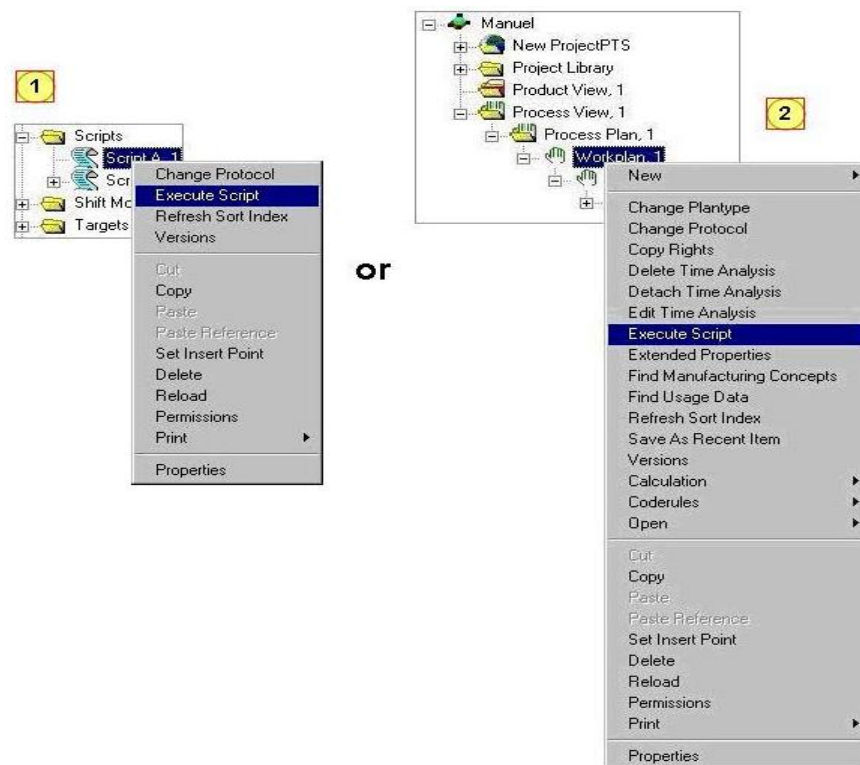 1
Scripts
Script A, 1
Scr
Shift Mo
Targets
Change Protocol
Execute Script
Refresh Sort Index
Versions
Cut
Copy
Paste
Paste Reference
Set Insert Point
Delete
Reload
Permissions
Print
Properties
or
Manuel
New ProjectPTS
Project Library
Product View, 1
Process View, 1
Process Plan, 1
Workplan, 1
2
New
Change Plantype
Change Protocol
Copy Rights
Delete Time Analysis
Detach Time Analysis
Edit Time Analysis
Execute Script
Extended Properties
Find Manufacturing Concepts
Find Usage Data
Refresh Sort Index
Save As Recent Item
Versions
Calculation
Coderules
Open
Cut
Copy
Paste
Paste Reference
Set Insert Point
Delete
Reload
Permissions
Print
Properties